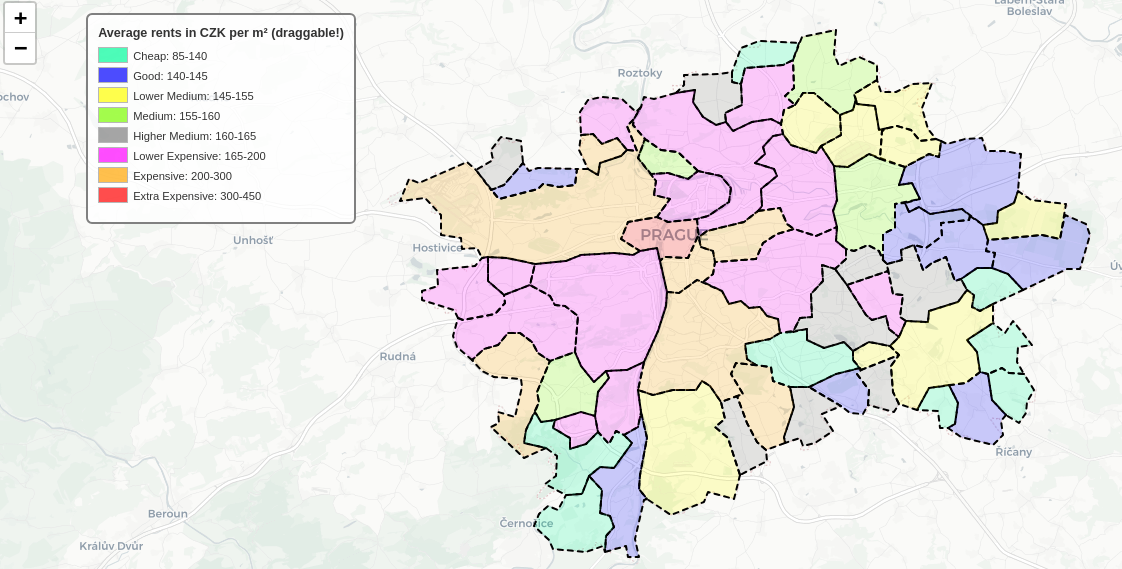 +
−
Average rents in CZK per m² (draggable!)
Cheap: 85-140
Good: 140-145
Lower Medium: 145-155
Medium: 155-160
Higher Medium: 160-165
Lower Expensive: 165-200
Expensive: 200-300
Extra Expensive: 300-450
Boleslav
Roztoky
ochov
PRAGUE
Unhošť
Hostivice
Úv
Rudná
Říčany
Beroun
Černošice
Králův Dvůr